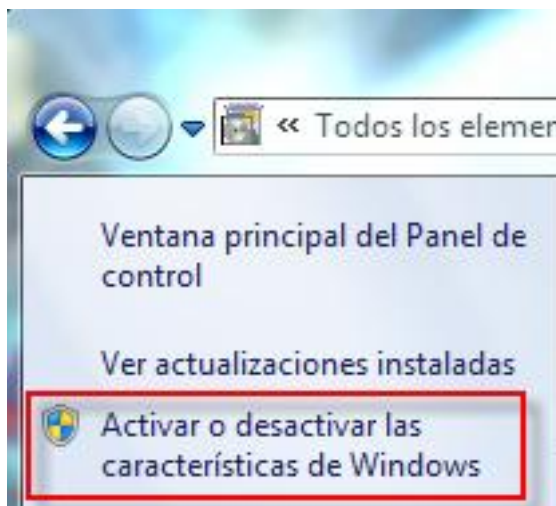 « Todos los elemen
Ventana principal del Panel de
control
Ver actualizaciones instaladas
Activar o desactivar las
características de Windows